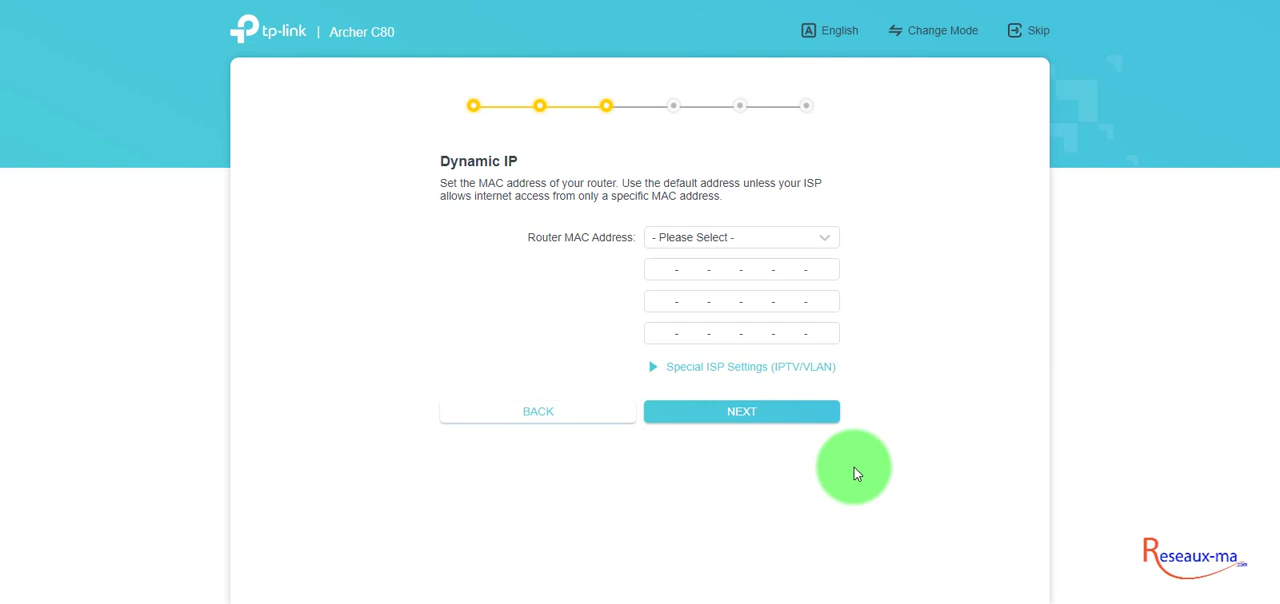 tp-link | Archer C80
English
Change Mode
Skip
Dynamic IP
Set the MAC address of your router. Use the default address unless your ISP
allows internet access from only a specific MAC address.
Router MAC Address: - Please Select -
- - - - -
- - - - -
- - - - -
Special ISP Settings (IPTV/VLAN)
BACK
NEXT
Reseaux-ma.com